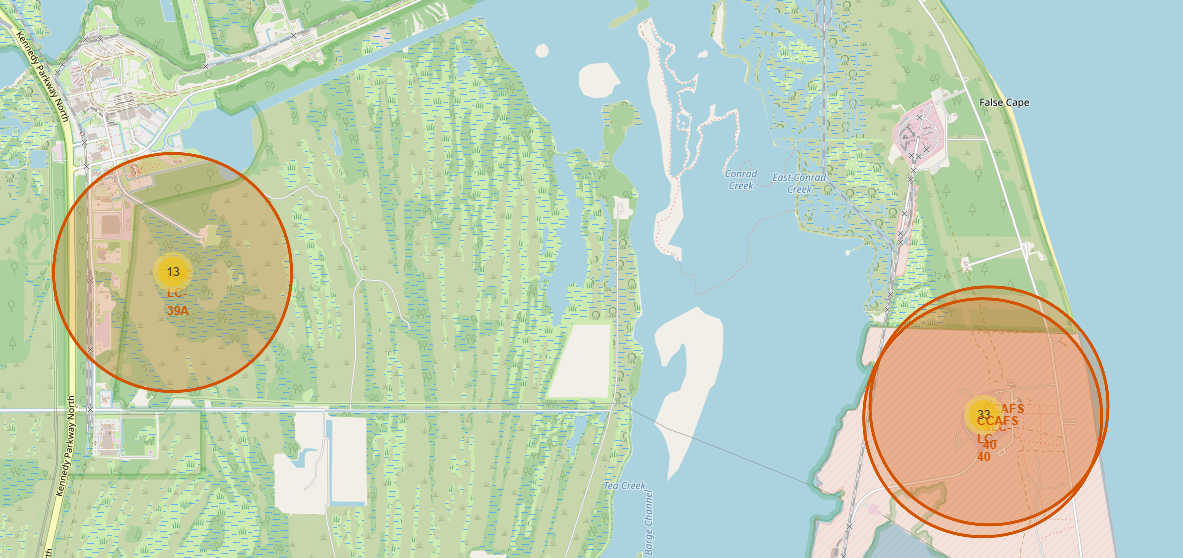 Kennedy Parkway North
False Cape
Conrad
Creek
East Conrad
Creek
13
LC-
39A
33
CCAFS
LC-
40
40
Kennedy Parkway North
Tea Creek
Barge Channel